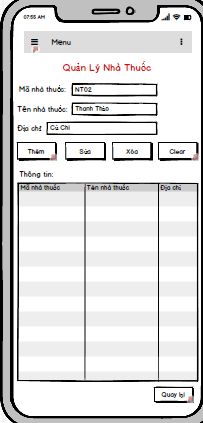 07:55 AM
Menu
Quản Lý Nhà Thuốc
Mã nhà thuốc: NT02
Tên nhà thuốc: Thanh Thảo
Địa chỉ Củ Chi
Thêm Sửa Xóa Clear
Thông tin:
Mã nhà thuốc Tên nhà thuốc Địa chỉ
Quay lại